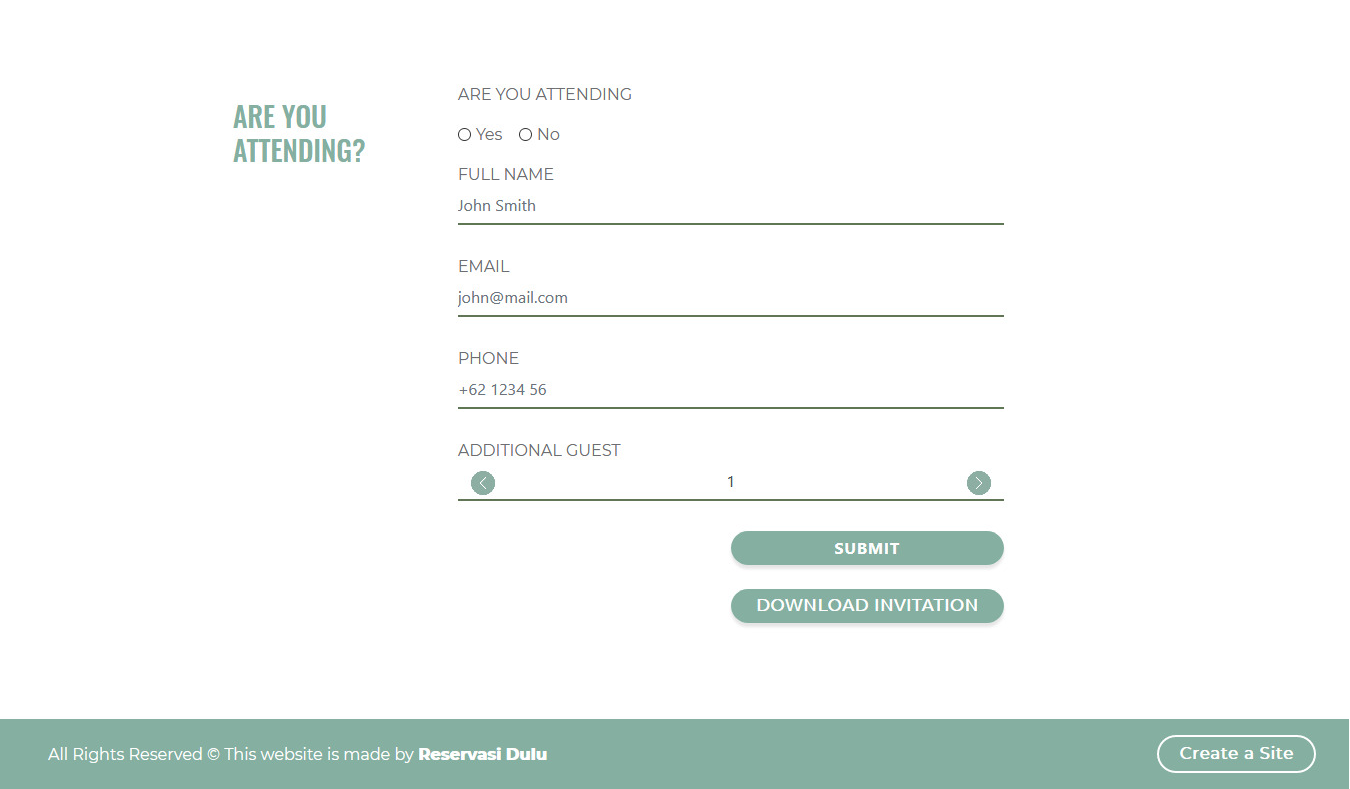 ARE YOU
ATTENDING?
ARE YOU ATTENDING
Yes No
FULL NAME
John Smith
EMAIL
john@mail.com
PHONE
+62 1234 56
ADDITIONAL GUEST
1
SUBMIT
DOWNLOAD INVITATION
All Rights Reserved © This website is made by Reservasi Dulu
Create a Site